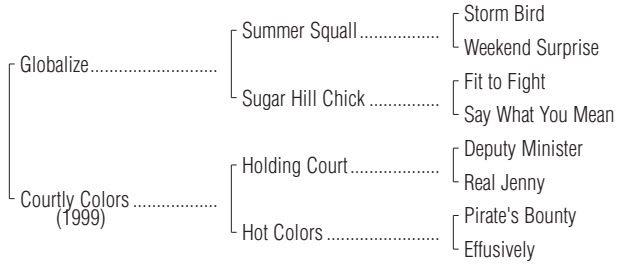 Storm Bird
Summer Squall................
Weekend Surprise
Globalize.........................
Fit to Fight
Sugar Hill Chick ..............
Say What You Mean
Deputy Minister
Holding Court..................
Real Jenny
Courtly Colors .................
(1999)
Pirate's Bounty
Hot Colors .......................
Effusively